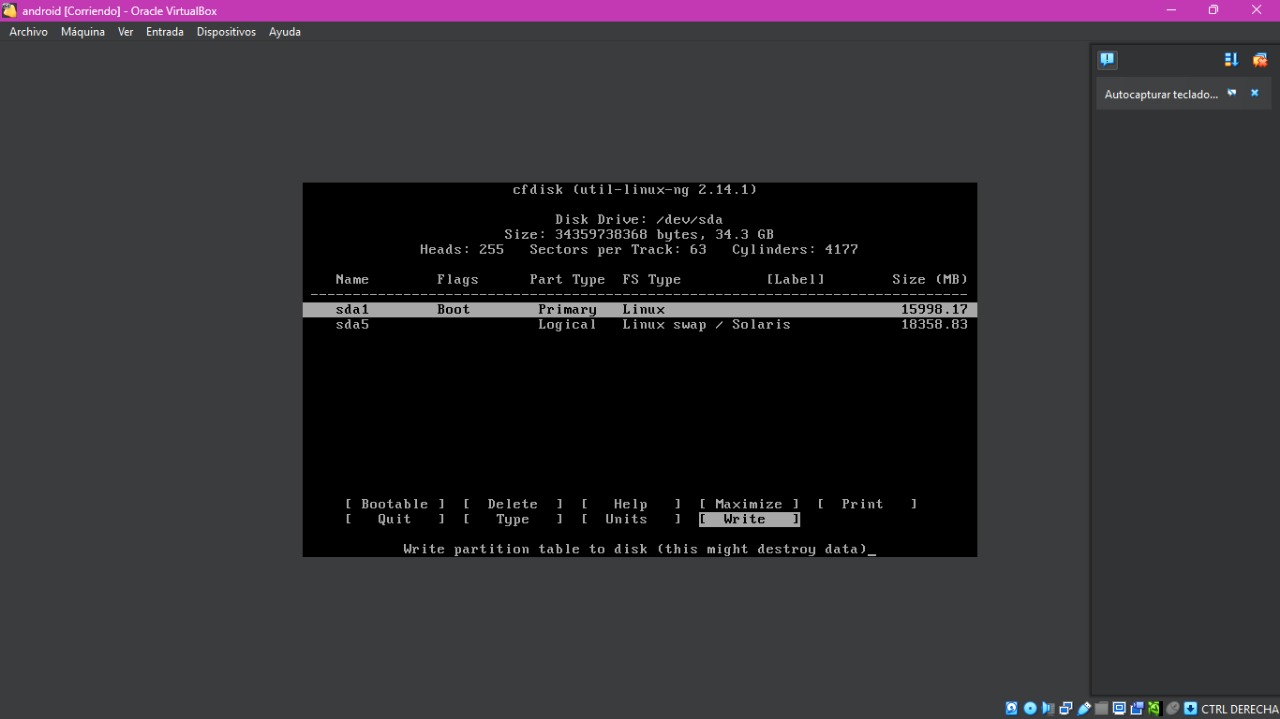 android [Corriendo] - Oracle VirtualBox
Archivo Máquina Ver Entrada Dispositivos Ayuda
Autocapturar teclado...
cfdisk (util-linux-ng 2.14.1)
Disk Drive: /dev/sda
Size: 34359738368 bytes, 34.3 GB
Heads: 255 Sectors per Track: 63 Cylinders: 4177
Name Flags Part Type FS Type [Label] Size (MB)
sda1 Boot Primary Linux 15998.17
sda5 Logical Linux swap / Solaris 18358.83
[ Bootable ] [ Delete ] [ Help ] [ Maximize ] [ Print ]
[ Quit ] [ Type ] [ Units ] [ Write ]
Write partition table to disk (this might destroy data)_
CTRL DERECHA